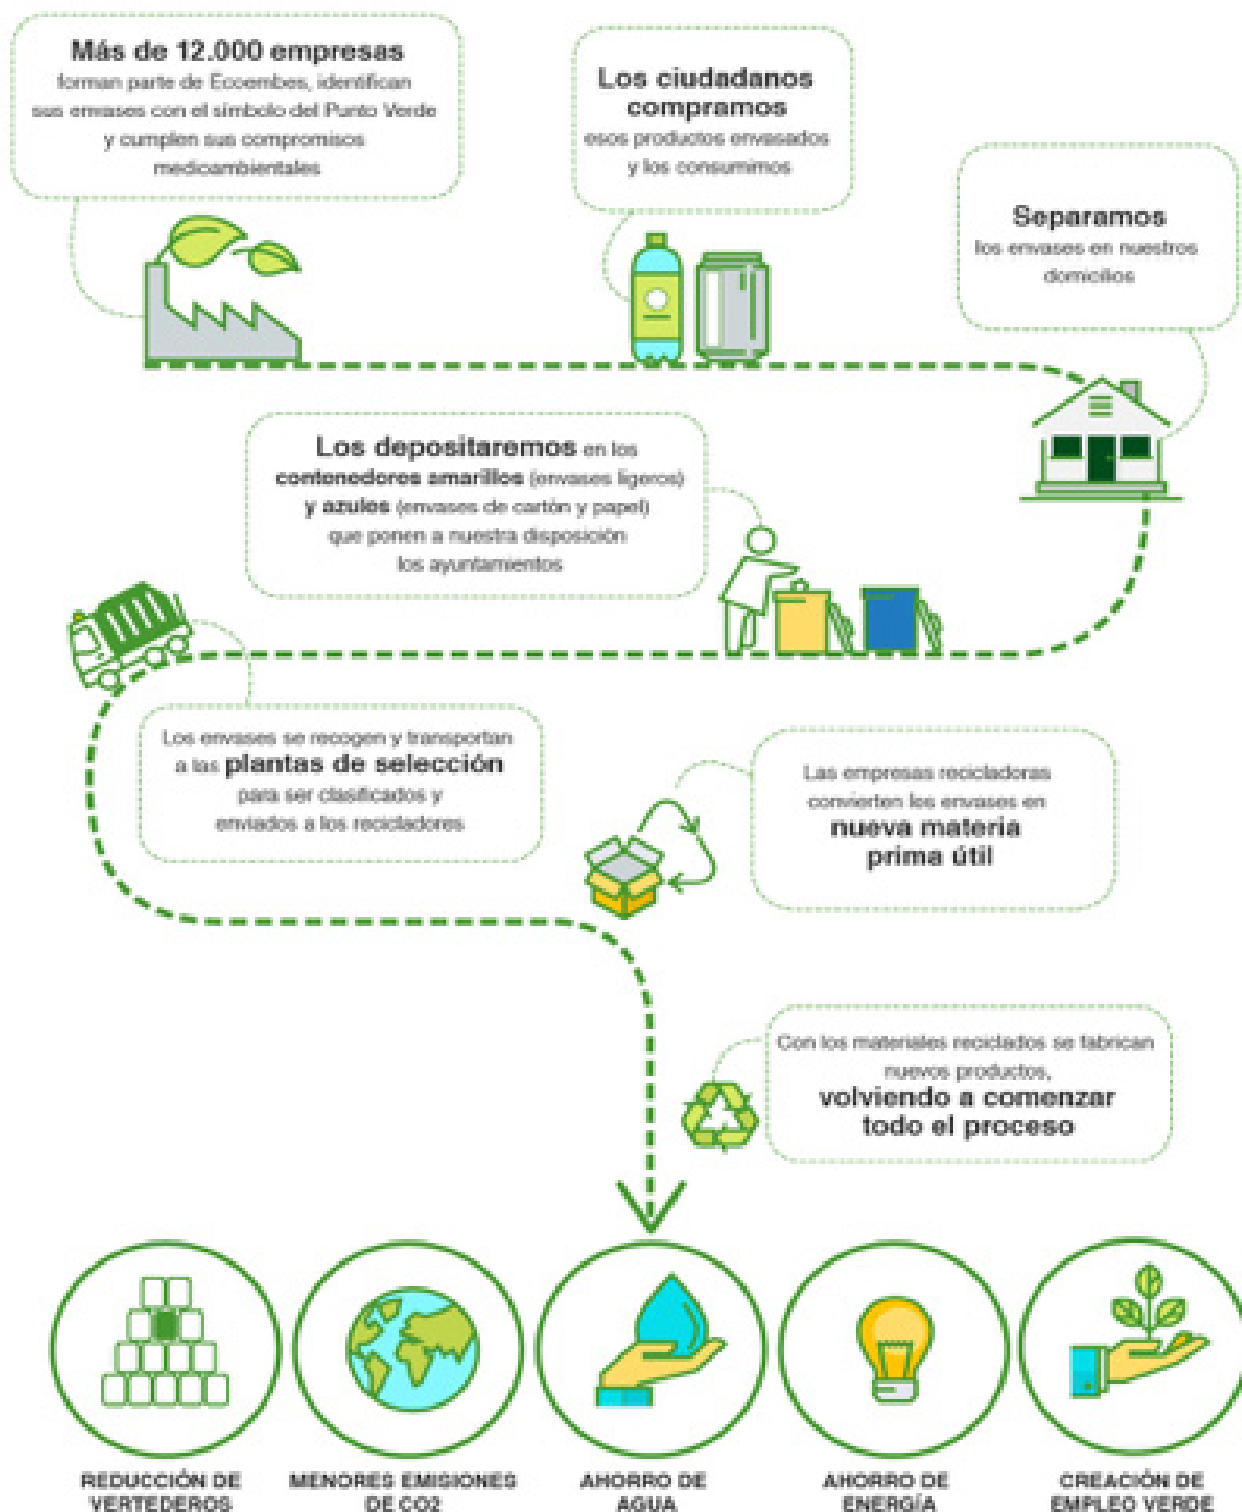 Más de 12.000 empresas
forman parte de Ecoembes, identifican
sus envases con el símbolo del Punto Verde
y cumplen sus compromisos
medioambientales
Los ciudadanos
compramos
esos productos envasados
y los consumimos
Separamos
los envases en nuestros
domicilios
Los depositaremos en los
contenedores amarillos (envases ligeros)
y azules (envases de cartón y papel)
que ponen a nuestra disposición
los ayuntamientos
Los envases se recogen y transportan
a las plantas de selección
para ser clasificados y
enviados a los recicladores
Las empresas recicladoras
convierten los envases en
nueva materia
prima útil
Con los materiales reciclados se fabrican
nuevos productos,
volviendo a comenzar
todo el proceso
REDUCCIÓN DE
VERTEDEROS
MENORES EMISIONES
DE CO2
AHORRO DE
AGUA
AHORRO DE
ENERGÍA
CREACIÓN DE
EMPLEO VERDE